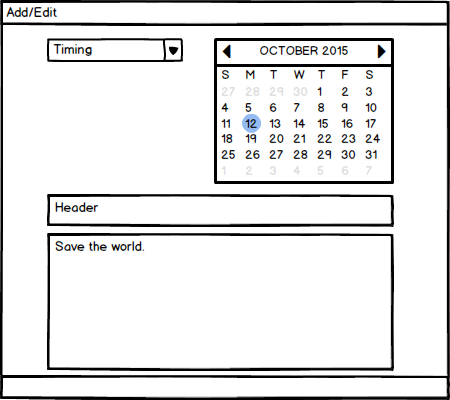 Add/Edit
Timing
OCTOBER 2015
S M T W T F S
27 28 29 30 1 2 3
4 5 6 7 8 9 10
11 12 13 14 15 16 17
18 19 20 21 22 23 24
25 26 27 28 29 30 31
1 2 3 4 5 6 7
Header
Save the world.